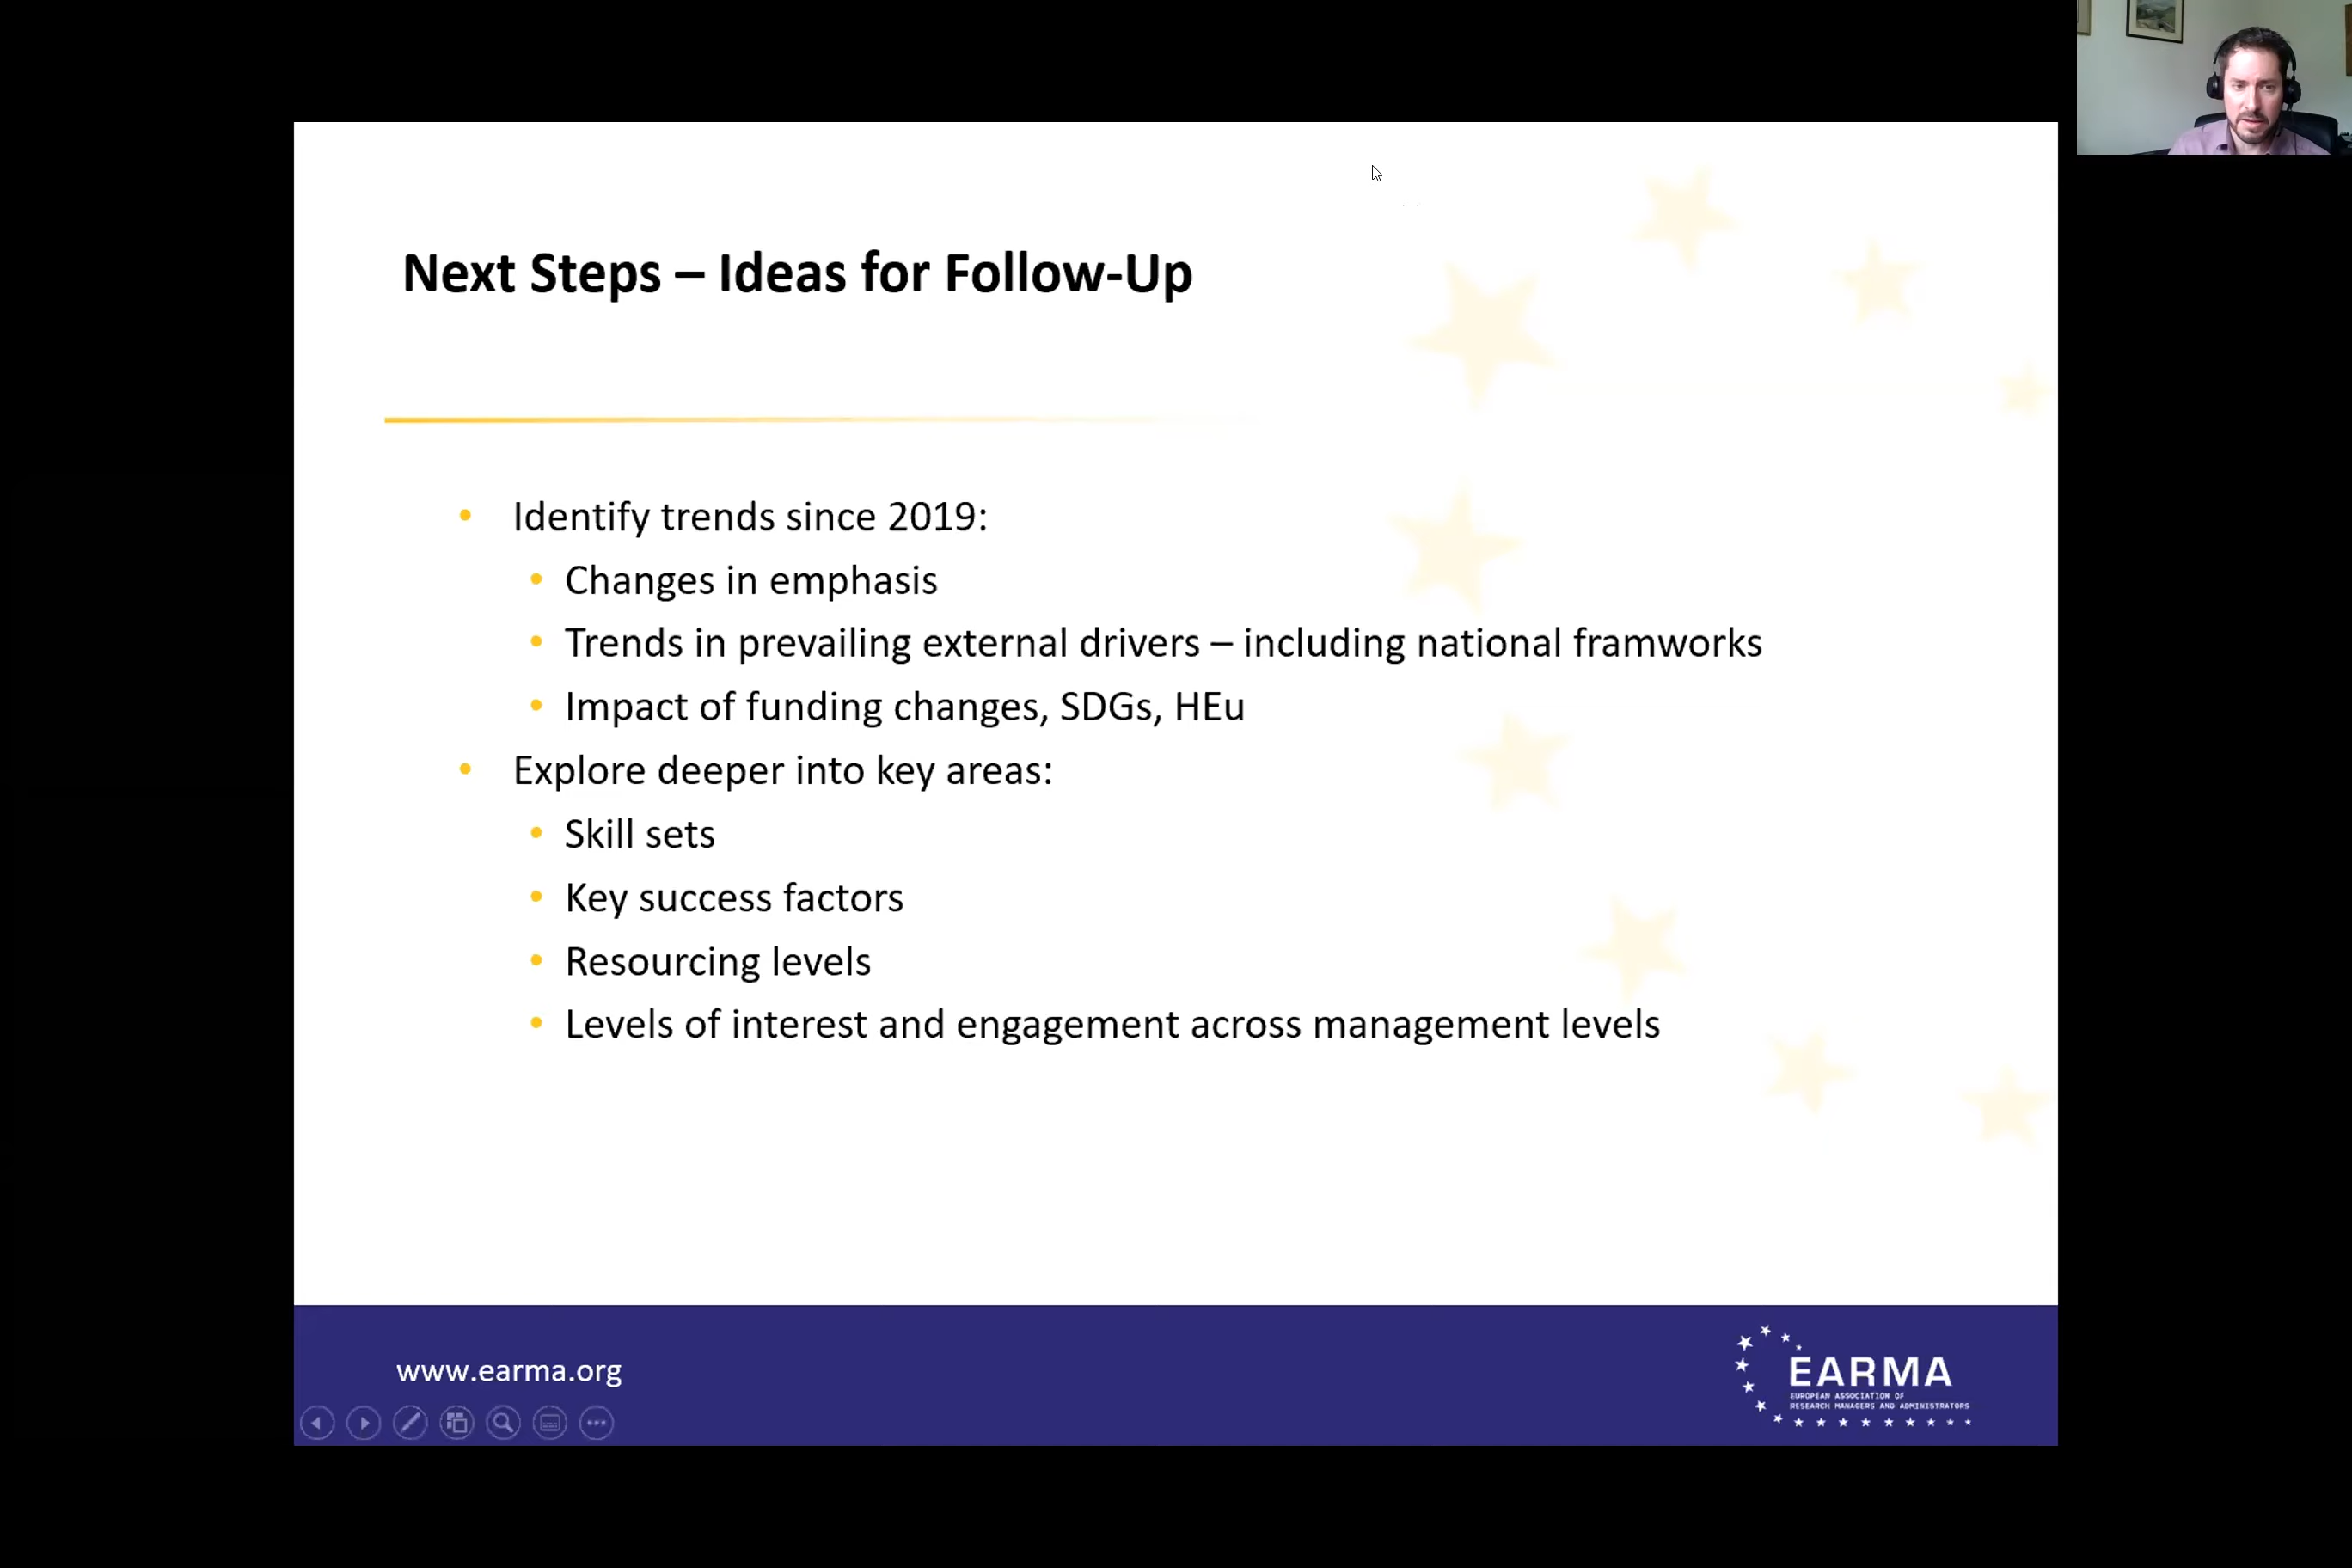 Next Steps – Ideas for Follow-Up
• Identify trends since 2019:
• Changes in emphasis
• Trends in prevailing external drivers – including national framworks
• Impact of funding changes, SDGs, HEu
• Explore deeper into key areas:
• Skill sets
• Key success factors
• Resourcing levels
• Levels of interest and engagement across management levels
www.earma.org
EARMA
EUROPEAN ASSOCIATION OF
RESEARCH MANAGERS AND ADMINISTRATORS